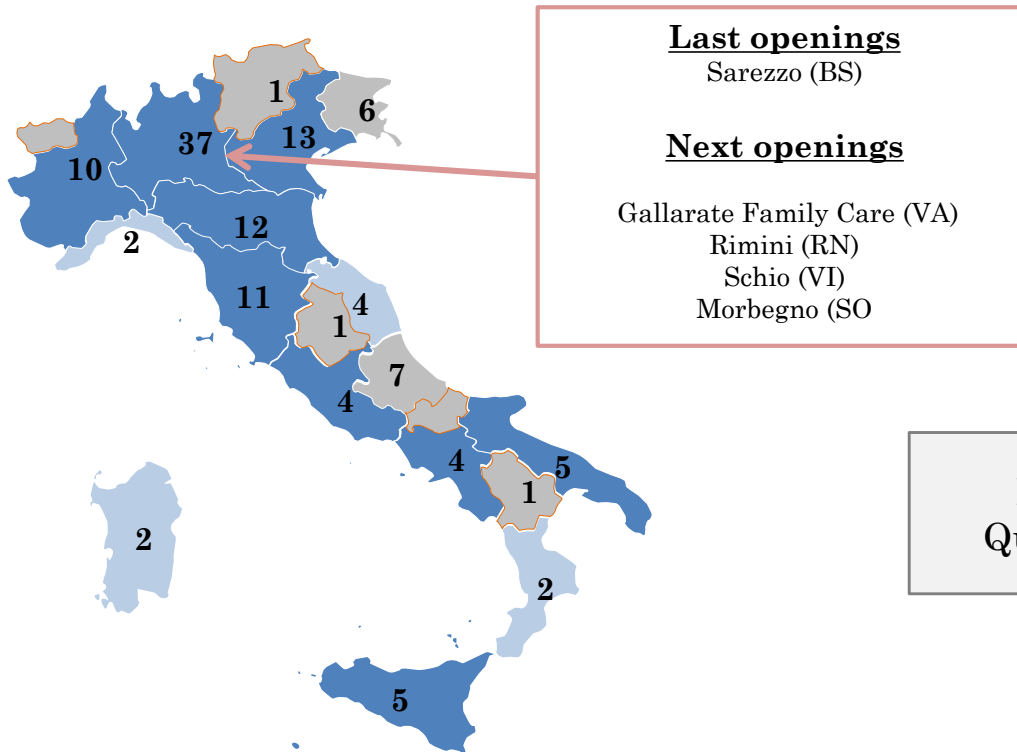 Last openings
Sarezzo (BS)
Next openings
Gallarate Family Care (VA)
Rimini (RN)
Schio (VI)
Morbegno (SO
1
6
37
13
10
12
2
11
4
1
7
4
4
5
1
2
2
5